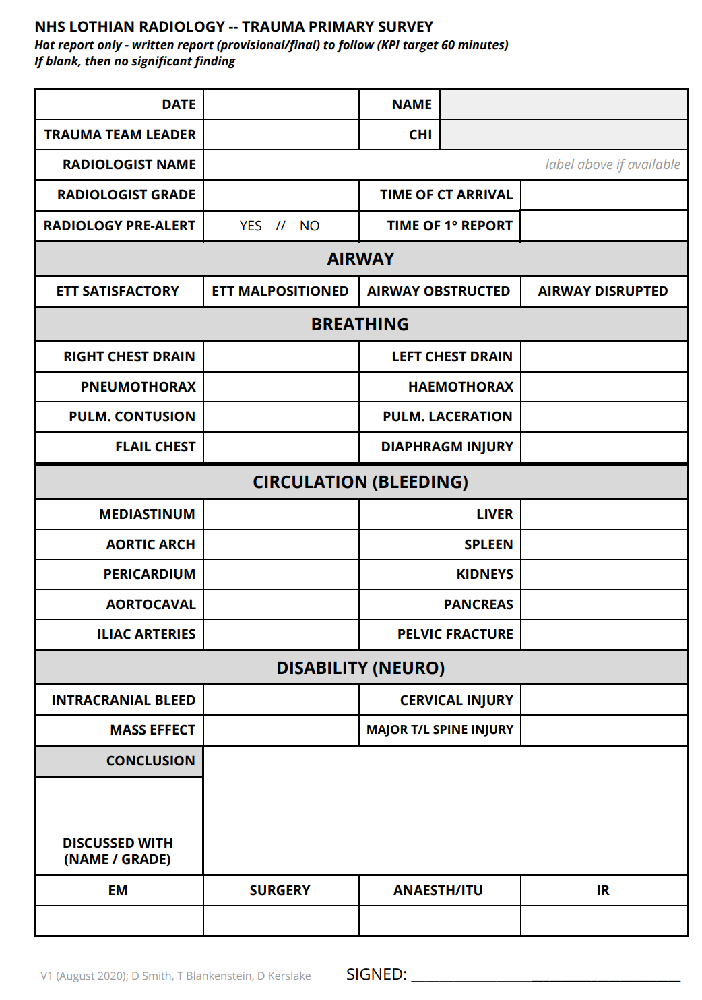 NHS LOTHIAN RADIOLOGY -- TRAUMA PRIMARY SURVEY
Hot report only - written report (provisional/final) to follow (KPI target 60 minutes)
If blank, then no significant finding
DATE NAME
TRAUMA TEAM LEADER CHI
RADIOLOGIST NAME label above if available
RADIOLOGIST GRADE TIME OF CT ARRIVAL
RADIOLOGY PRE-ALERT YES // NO TIME OF 1° REPORT
AIRWAY
ETT SATISFACTORY ETT MALPOSITIONED AIRWAY OBSTRUCTED AIRWAY DISRUPTED
BREATHING
RIGHT CHEST DRAIN LEFT CHEST DRAIN
PNEUMOTHORAX HAEMOTHORAX
PULM. CONTUSION PULM. LACERATION
FLAIL CHEST DIAPHRAGM INJURY
CIRCULATION (BLEEDING)
MEDIASTINUM LIVER
AORTIC ARCH SPLEEN
PERICARDIUM KIDNEYS
AORTOCAVAL PANCREAS
ILIAC ARTERIES PELVIC FRACTURE
DISABILITY (NEURO)
INTRACRANIAL BLEED CERVICAL INJURY
MASS EFFECT MAJOR T/L SPINE INJURY
CONCLUSION
DISCUSSED WITH
(NAME / GRADE)
EM SURGERY ANAESTH/ITU IR
V1 (August 2020); D Smith, T Blankenstein, D Kerslake SIGNED: ______________________________